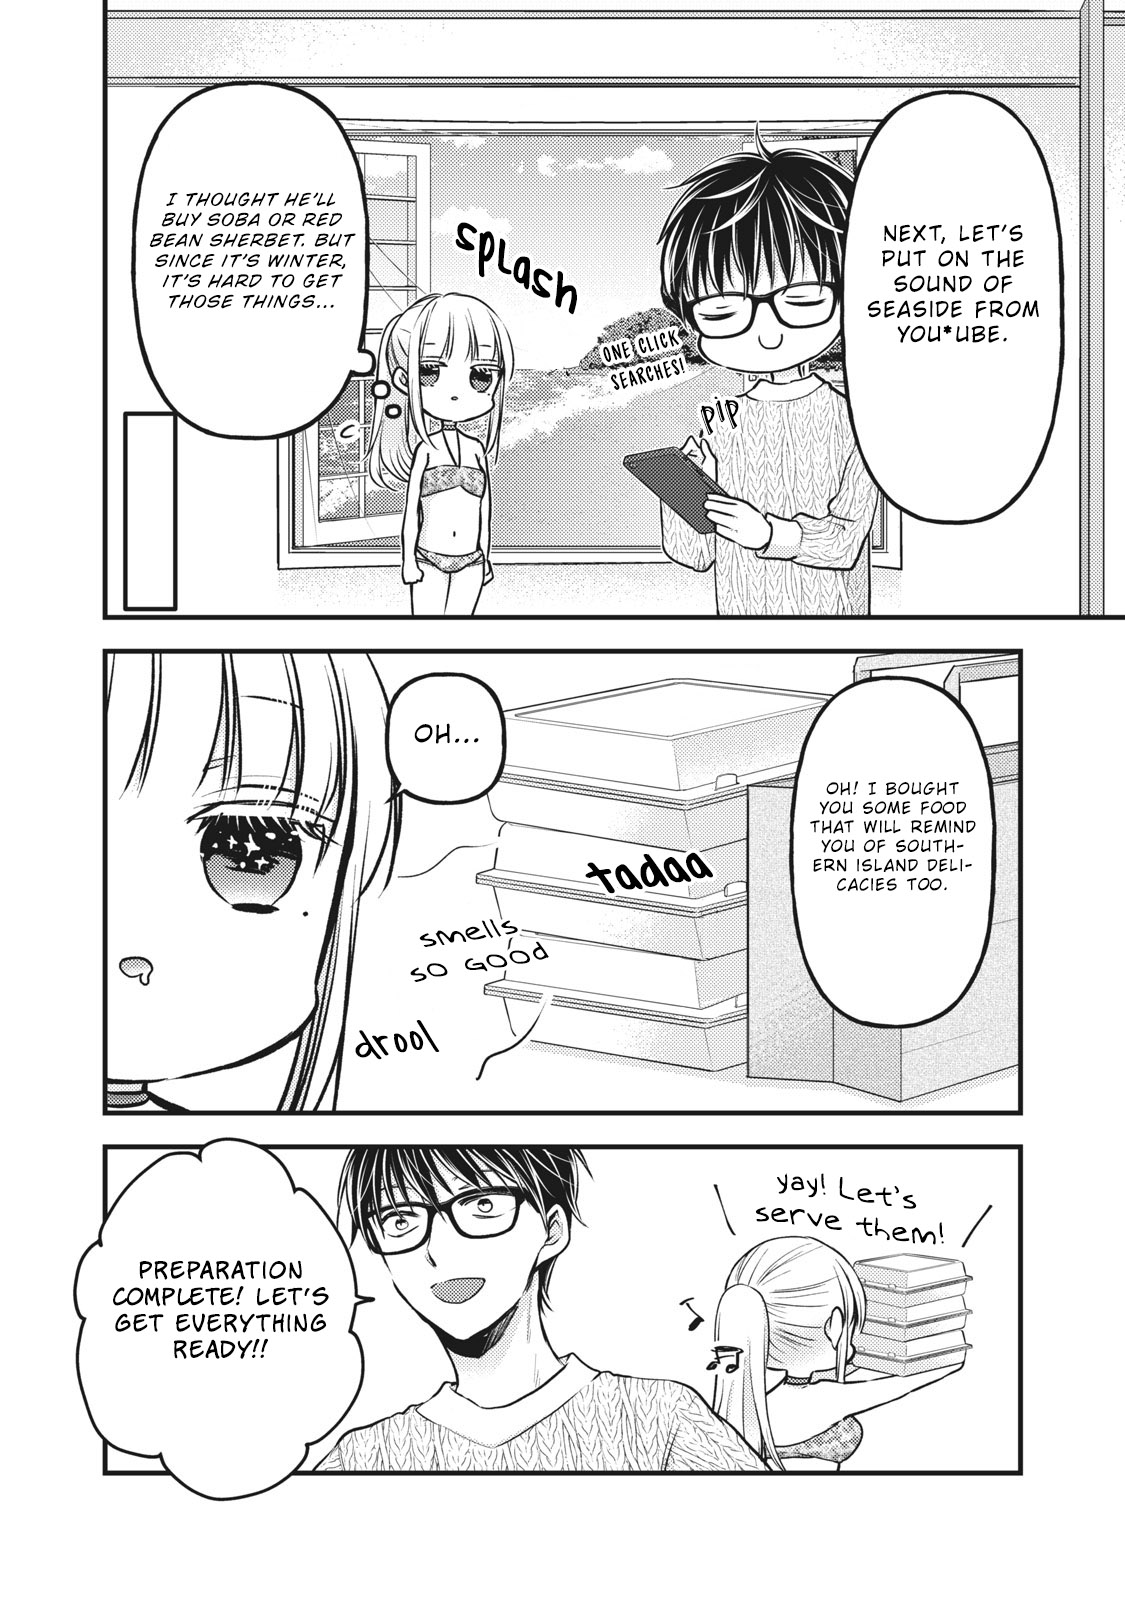 NEXT, LET'S
PUT ON THE
SOUND OF
SEASIDE FROM
YOU*UBE.
ONE CLICK
SEARCHES!
pip
splash
I THOUGHT HE'LL
BUY SOBA OR RED
BEAN SHERBET. BUT
SINCE IT'S WINTER,
IT'S HARD TO GET
THOSE THINGS...
OH! I BOUGHT
YOU SOME FOOD
THAT WILL REMIND
YOU OF SOUTH-
ERN ISLAND DELI-
CACIES TOO.
tadaa
OH...
smells
so GOOD
drool
yay! Let's
serve them!
PREPARATION
COMPLETE! LET'S
GET EVERYTHING
READY!!